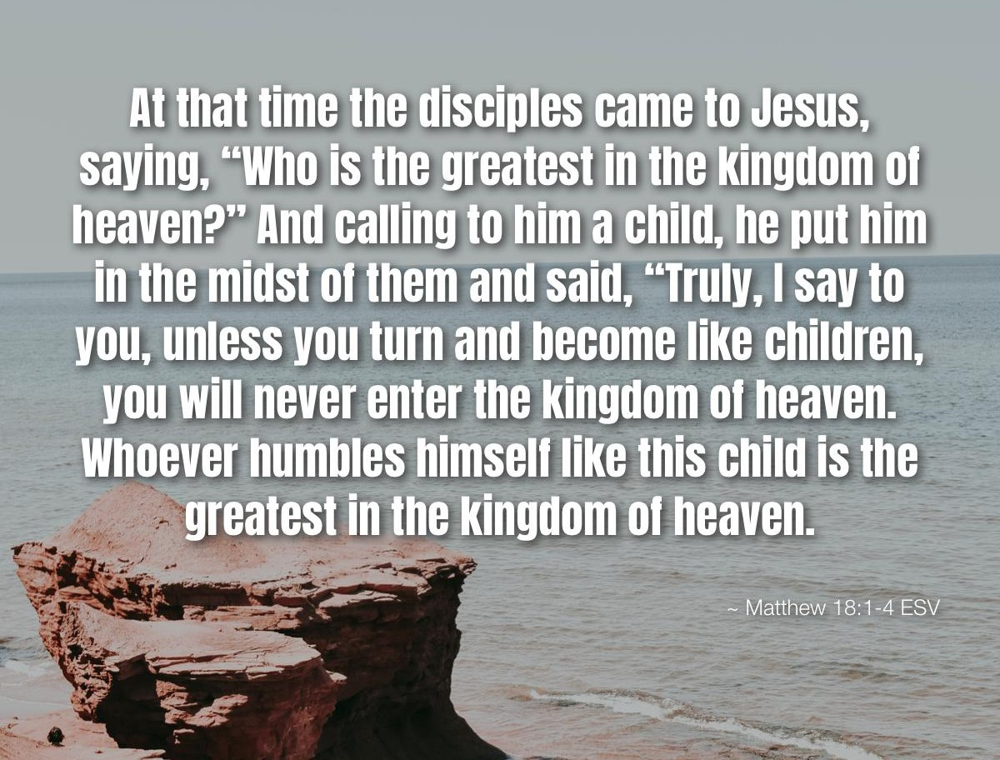 At that time the disciples came to Jesus,
saying, “Who is the greatest in the kingdom of
heaven?” And calling to him a child, he put him
in the midst of them and said, “Truly, I say to
you, unless you turn and become like children,
you will never enter the kingdom of heaven.
Whoever humbles himself like this child is the
greatest in the kingdom of heaven.
~ Matthew 18:1-4 ESV